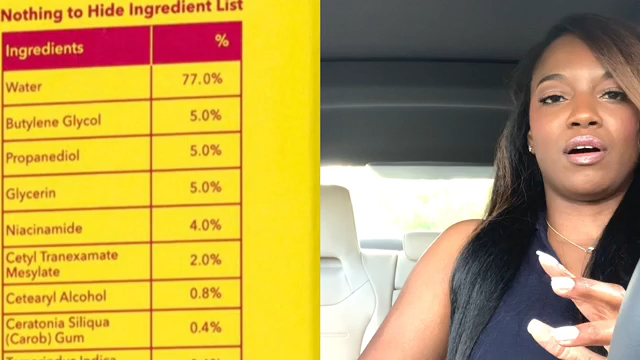 Nothing to Hide Ingredient List
Ingredients %
Water 77.0%
Butylene Glycol 5.0%
Propanediol 5.0%
Glycerin 5.0%
Niacinamide 4.0%
Cetyl Tranexamate
Mesylate 2.0%
Cetearyl Alcohol 0.8%
Ceratonia Siliqua
(Carob) Gum 0.4%